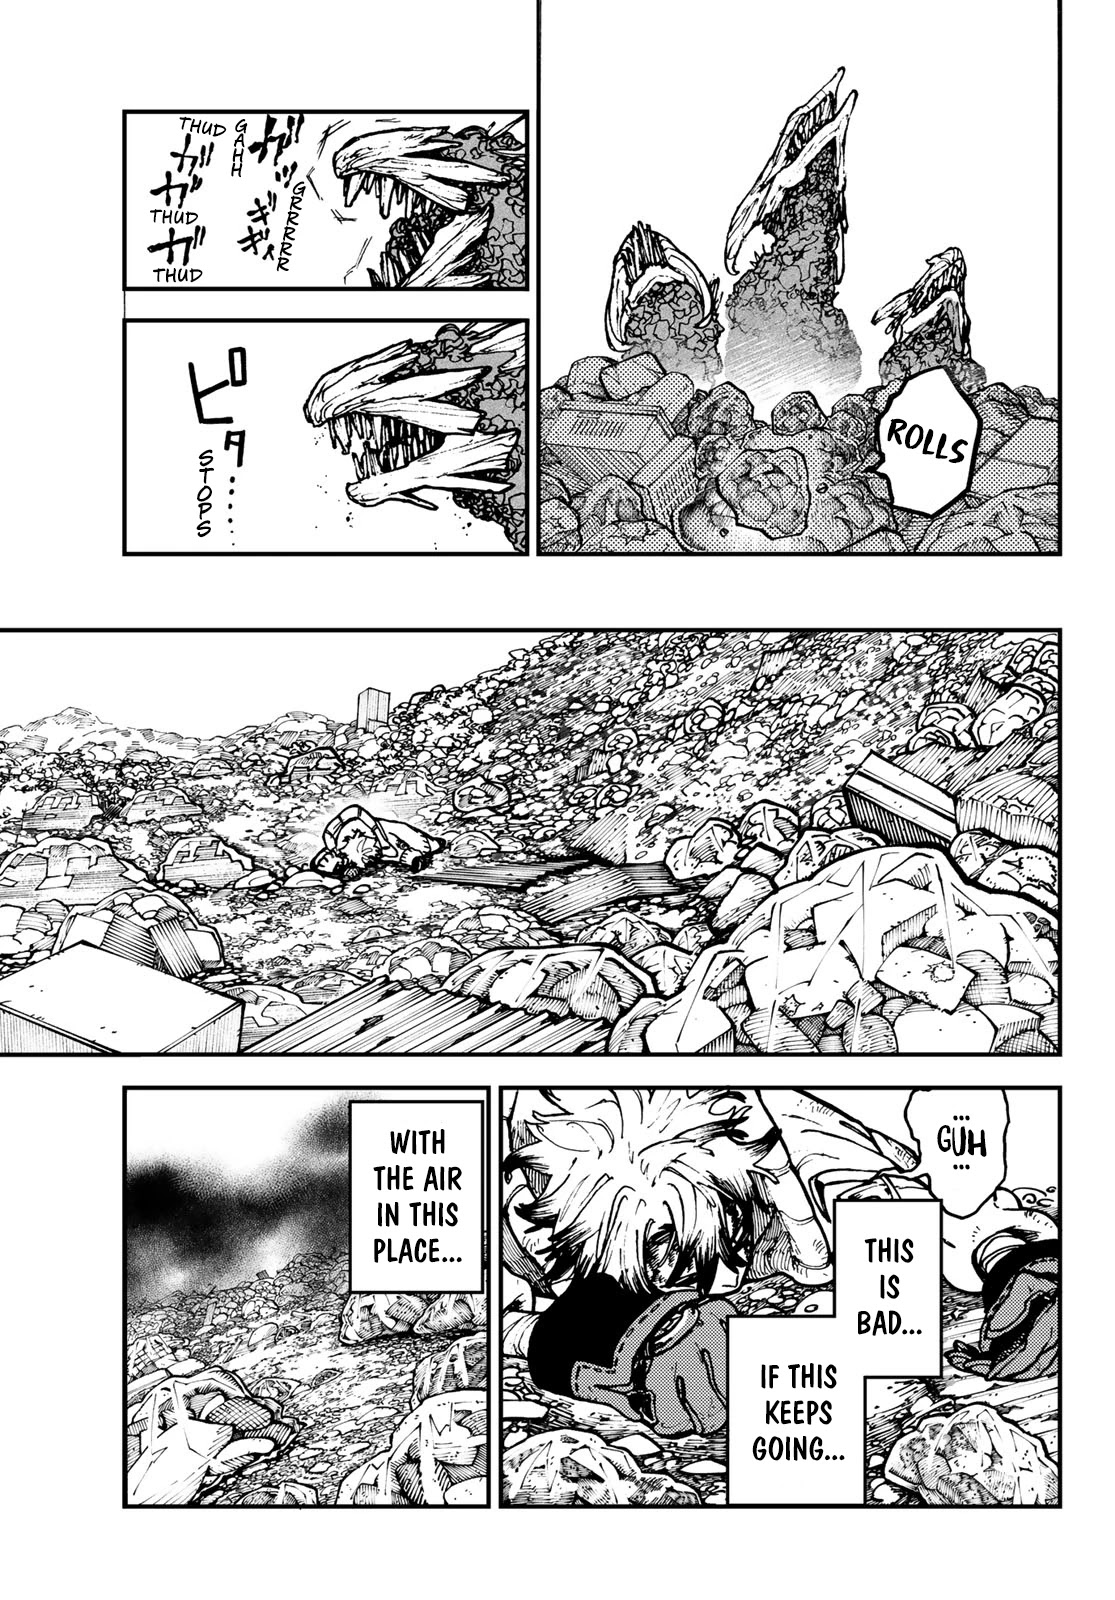 ROLLS
THUD
GAHH
ガッ
ガ
ガ
ガ
GRRRRR
ギギ
THUD
THUD
ピタ……
STOPS
...
GUH
...
THIS
IS
BAD...
IF THIS
KEEPS
GOING...
WITH
THE AIR
IN THIS
PLACE...